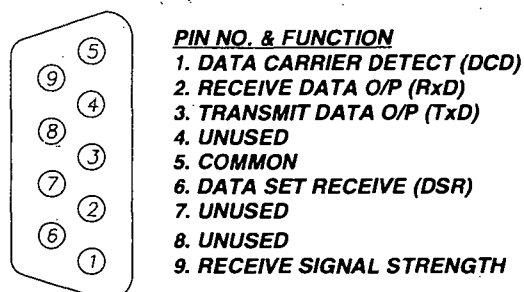 PIN NO. & FUNCTION
1. DATA CARRIER DETECT (DCD)
2. RECEIVE DATA O/P (RxD)
3. TRANSMIT DATA O/P (TxD)
4. UNUSED
5. COMMON
6. DATA SET RECEIVE (DSR)
7. UNUSED
8. UNUSED
9. RECEIVE SIGNAL STRENGTH
5
9
4
8
3
7
2
6
1